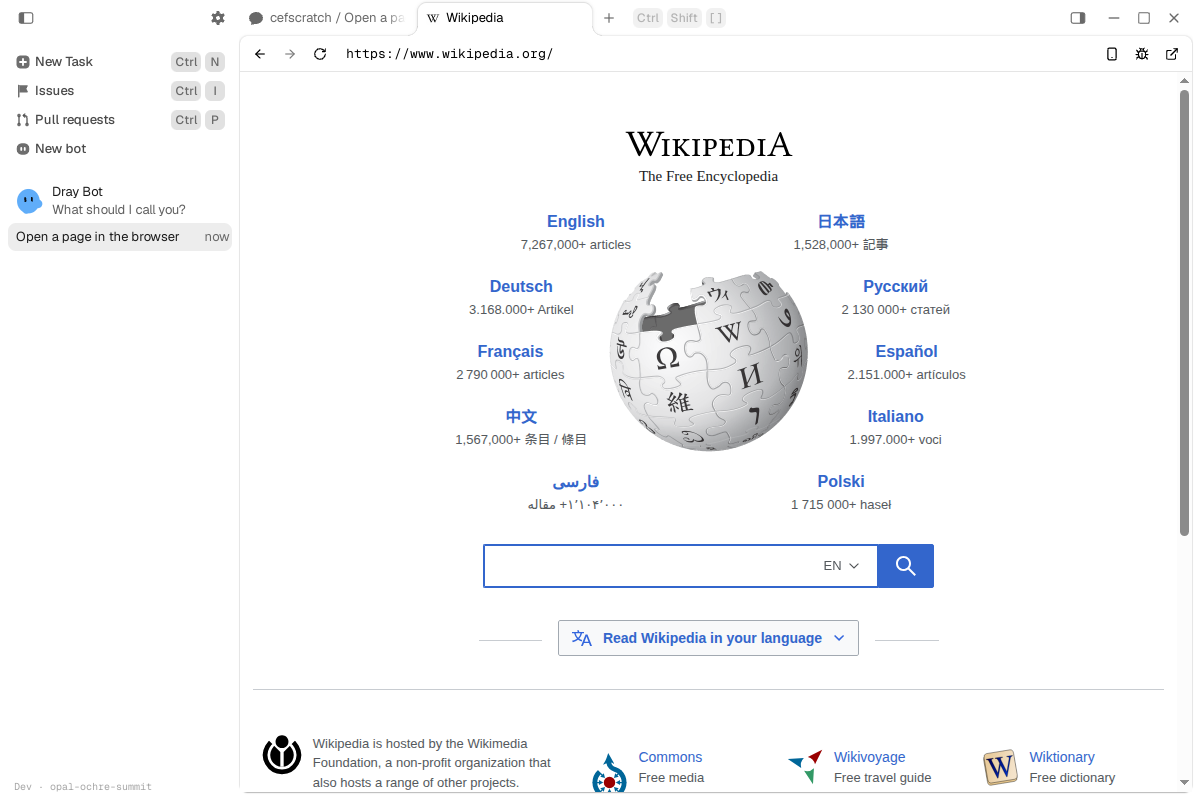 cefscratch / Open a pa
Wikipedia
Ctrl Shift [ ]
New Task Ctrl N
Issues Ctrl I
Pull requests Ctrl P
New bot
Dray Bot
What should I call you?
Open a page in the browser now
https://www.wikipedia.org/
WIKIPEDIA
The Free Encyclopedia
English
7,267,000+ articles
日本語
1,528,000+ 記事
Deutsch
3.168.000+ Artikel
Русский
2 130 000+ статей
Français
2 790 000+ articles
Español
2.151.000+ artículos
中文
1,567,000+ 条目 / 條目
Italiano
1.997.000+ voci
فارسی
۱٬۱۰۴٬۰۰۰+ مقاله
Polski
1 715 000+ haseł
Ω
W
ウィ
И
維
EN
Read Wikipedia in your language
Wikipedia is hosted by the Wikimedia
Foundation, a non-profit organization that
also hosts a range of other projects.
Commons
Free media
Wikivoyage
Free travel guide
W
Wiktionary
Free dictionary
Dev · opal-ochre-summit